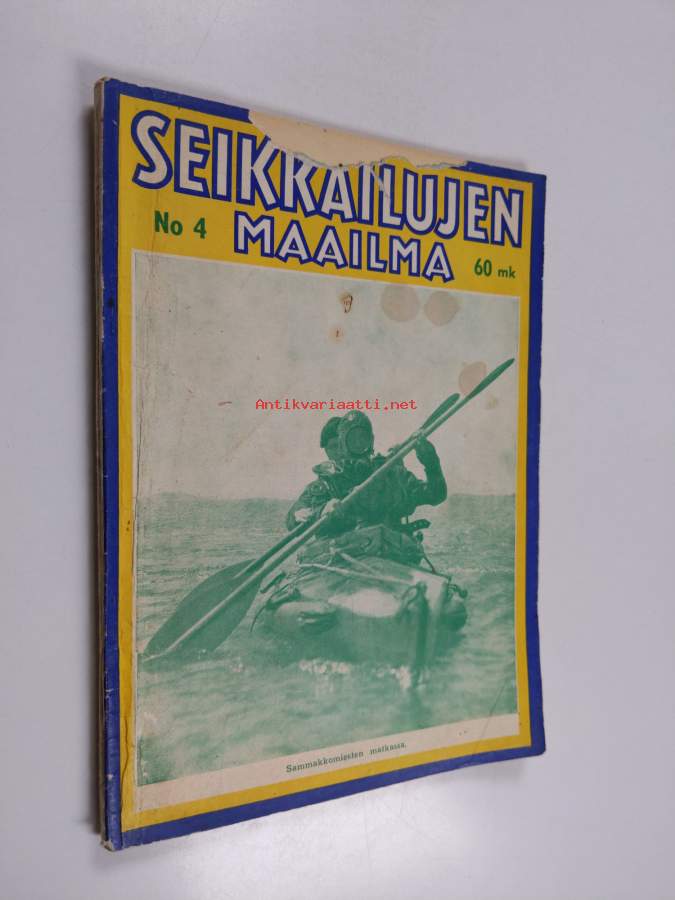 SEIKKAILUJEN
No 4 MAAILMA 60 mk
Antikvariaatti.net
Sammakkomiesten matkassa.